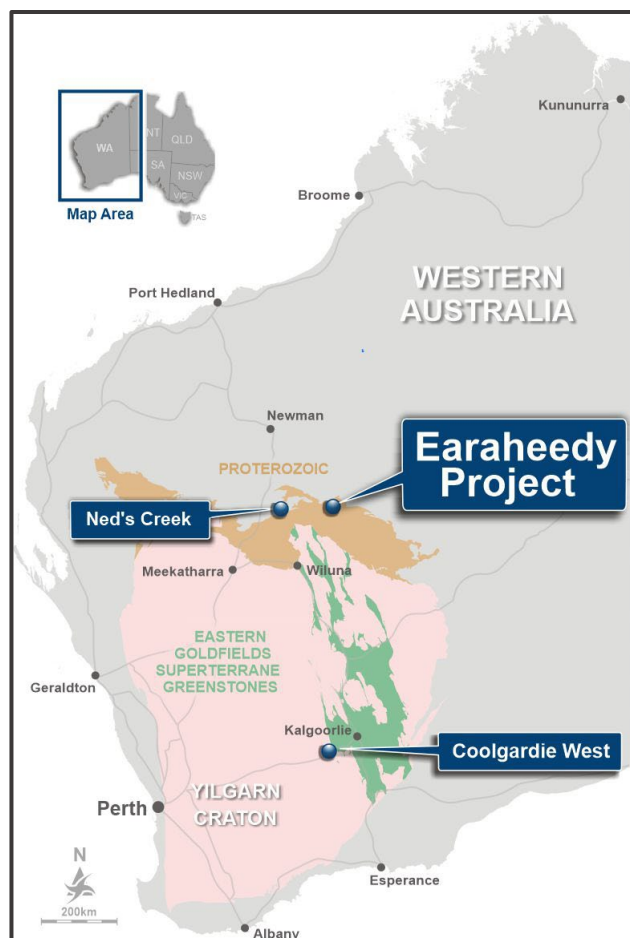 Kununurra
WA
NT
QLD
SA
NSW
VIC
TAS
Map Area
Broome
WESTERN
AUSTRALIA
Port Hedland
Newman
PROTEROZOIC
Earaheedy
Project
Ned's Creek
Meekatharra
Wiluna
EASTERN
GOLDFIELDS
SUPERTERRANE
GREENSTONES
Geraldton
Kalgoorlie
Coolgardie West
YILGARN
CRATON
Perth
N
200km
Esperance
Albany